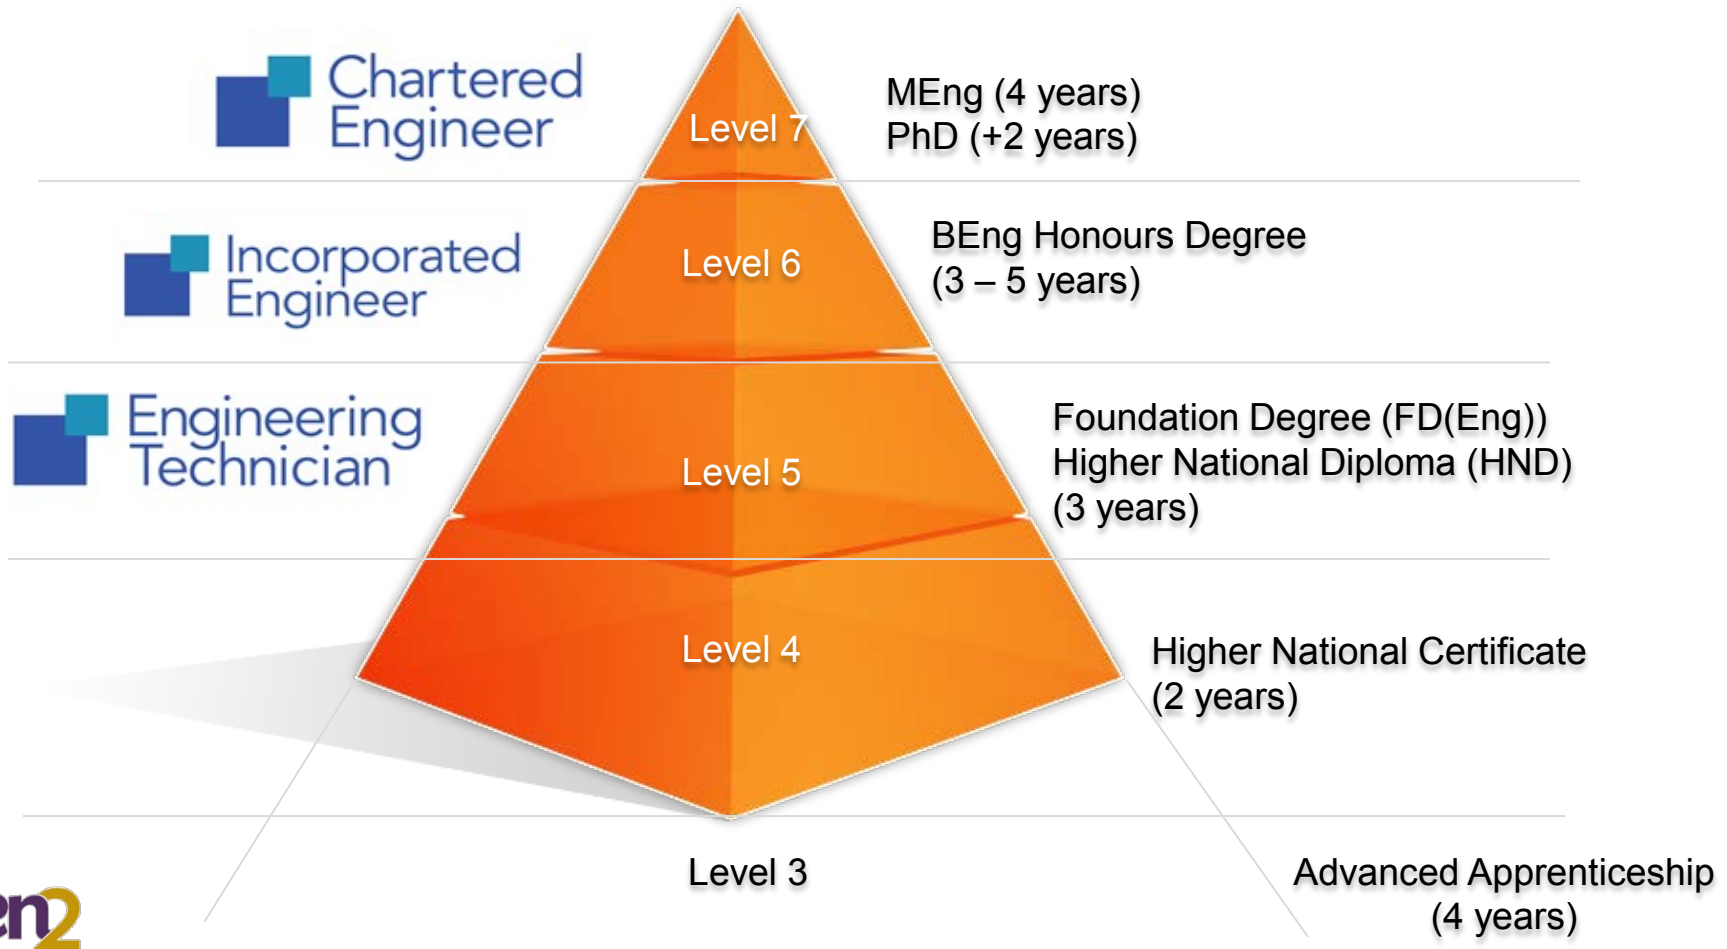 Chartered
Engineer
Level 7
MEng (4 years)
PhD (+2 years)
Incorporated
Engineer
Level 6
BEng Honours Degree
(3 – 5 years)
Engineering
Technician
Level 5
Foundation Degree (FD(Eng))
Higher National Diploma (HND)
(3 years)
Level 4
Higher National Certificate
(2 years)
Level 3
Advanced Apprenticeship
(4 years)